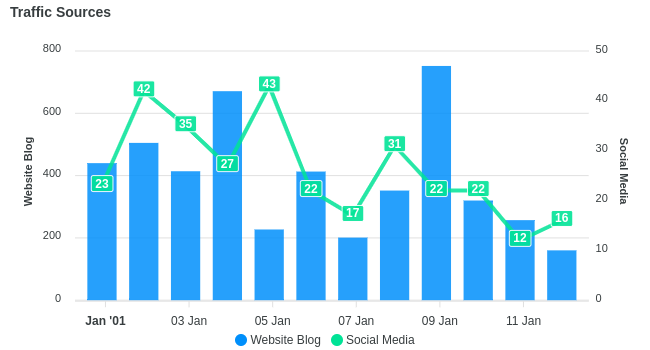 Traffic Sources
800
600
400
200
0
Website Blog
50
40
30
20
10
0
Social Media
23
42
35
27
43
22
17
31
22
22
12
16
Jan '01
03 Jan
05 Jan
07 Jan
09 Jan
11 Jan
Website Blog
Social Media